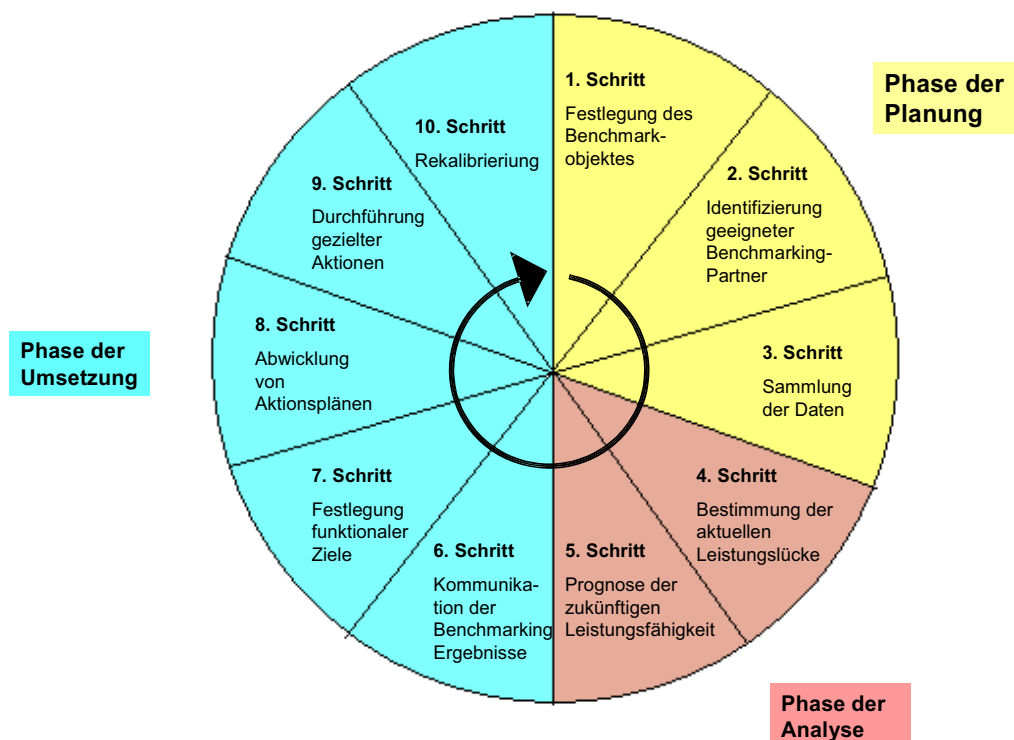 1. Schritt
Festlegung des
Benchmark-
objektes
Phase der
Planung
2. Schritt
Identifizierung
geeigneter
Benchmarking-
Partner
3. Schritt
Sammlung
der Daten
4. Schritt
Bestimmung der
aktuellen
Leistungslücke
5. Schritt
Prognose der
zukünftigen
Leistungsfähigkeit
Phase der
Analyse
6. Schritt
Kommunika-
tion der
Benchmarking
Ergebnisse
7. Schritt
Festlegung
funktionaler
Ziele
8. Schritt
Abwicklung
von
Aktionsplänen
Phase der
Umsetzung
9. Schritt
Durchführung
gezielter
Aktionen
10. Schritt
Rekalibrieriung